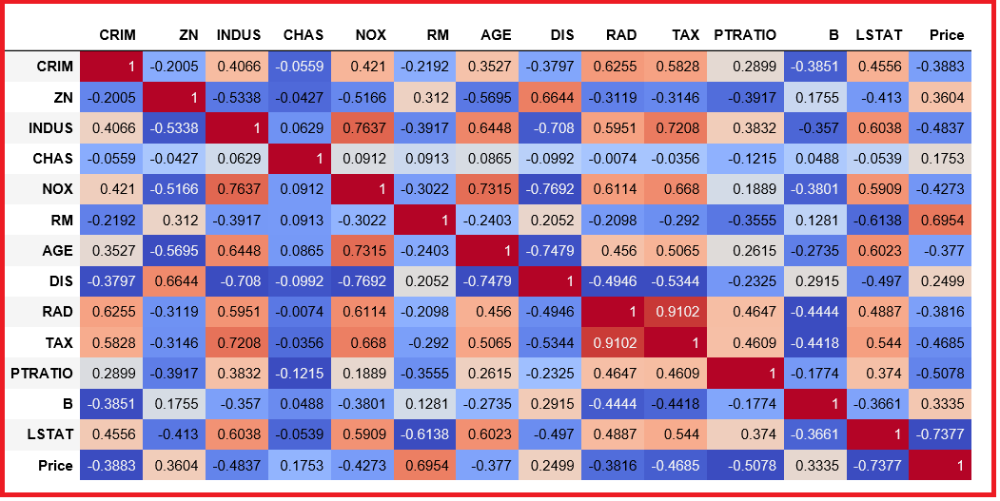 CRIM ZN INDUS CHAS NOX RM AGE DIS RAD TAX PTRATIO B LSTAT Price
CRIM 1 -0.2005 0.4066 -0.0559 0.421 -0.2192 0.3527 -0.3797 0.6255 0.5828 0.2899 -0.3851 0.4556 -0.3883
ZN -0.2005 1 -0.5338 -0.0427 -0.5166 0.312 -0.5695 0.6644 -0.3119 -0.3146 -0.3917 0.1755 -0.413 0.3604
INDUS 0.4066 -0.5338 1 0.0629 0.7637 -0.3917 0.6448 -0.708 0.5951 0.7208 0.3832 -0.357 0.6038 -0.4837
CHAS -0.0559 -0.0427 0.0629 1 0.0912 0.0913 0.0865 -0.0992 -0.0074 -0.0356 -0.1215 0.0488 -0.0539 0.1753
NOX 0.421 -0.5166 0.7637 0.0912 1 -0.3022 0.7315 -0.7692 0.6114 0.668 0.1889 -0.3801 0.5909 -0.4273
RM -0.2192 0.312 -0.3917 0.0913 -0.3022 1 -0.2403 0.2052 -0.2098 -0.292 -0.3555 0.1281 -0.6138 0.6954
AGE 0.3527 -0.5695 0.6448 0.0865 0.7315 -0.2403 1 -0.7479 0.456 0.5065 0.2615 -0.2735 0.6023 -0.377
DIS -0.3797 0.6644 -0.708 -0.0992 -0.7692 0.2052 -0.7479 1 -0.4946 -0.5344 -0.2325 0.2915 -0.497 0.2499
RAD 0.6255 -0.3119 0.5951 -0.0074 0.6114 -0.2098 0.456 -0.4946 1 0.9102 0.4647 -0.4444 0.4887 -0.3816
TAX 0.5828 -0.3146 0.7208 -0.0356 0.668 -0.292 0.5065 -0.5344 0.9102 1 0.4609 -0.4418 0.544 -0.4685
PTRATIO 0.2899 -0.3917 0.3832 -0.1215 0.1889 -0.3555 0.2615 -0.2325 0.4647 0.4609 1 -0.1774 0.374 -0.5078
B -0.3851 0.1755 -0.357 0.0488 -0.3801 0.1281 -0.2735 0.2915 -0.4444 -0.4418 -0.1774 1 -0.3661 0.3335
LSTAT 0.4556 -0.413 0.6038 -0.0539 0.5909 -0.6138 0.6023 -0.497 0.4887 0.544 0.374 -0.3661 1 -0.7377
Price -0.3883 0.3604 -0.4837 0.1753 -0.4273 0.6954 -0.377 0.2499 -0.3816 -0.4685 -0.5078 0.3335 -0.7377 1